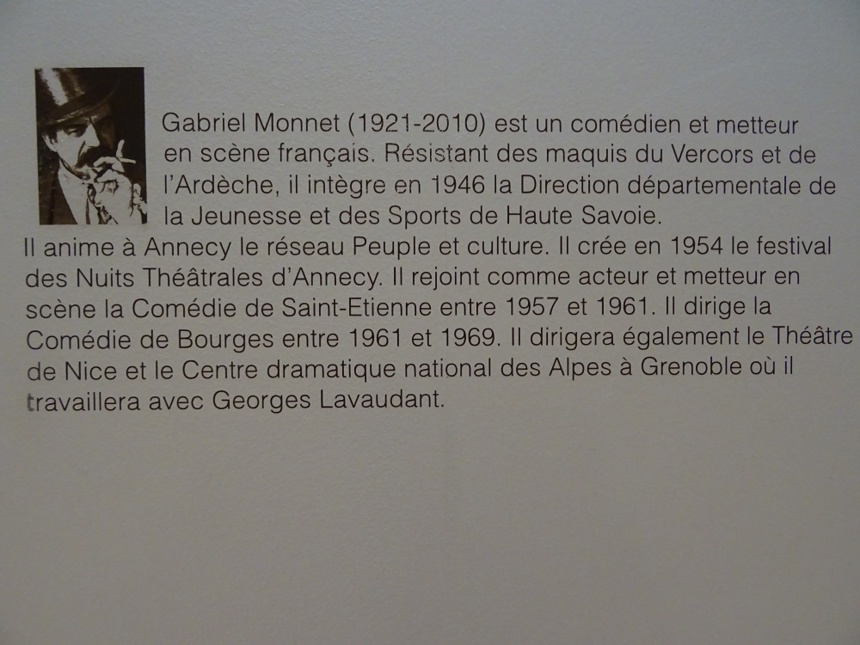 Gabriel Monnet (1921-2010) est un comédien et metteur
en scène français. Résistant des maquis du Vercors et de
l'Ardèche, il intègre en 1946 la Direction départementale de
la Jeunesse et des Sports de Haute Savoie.
Il anime à Annecy le réseau Peuple et culture. Il crée en 1954 le festival
des Nuits Théâtrales d'Annecy. Il rejoint comme acteur et metteur en
scène la Comédie de Saint-Etienne entre 1957 et 1961. Il dirige la
Comédie de Bourges entre 1961 et 1969. Il dirigera également le Théâtre
de Nice et le Centre dramatique national des Alpes à Grenoble où il
travaillera avec Georges Lavaudant.